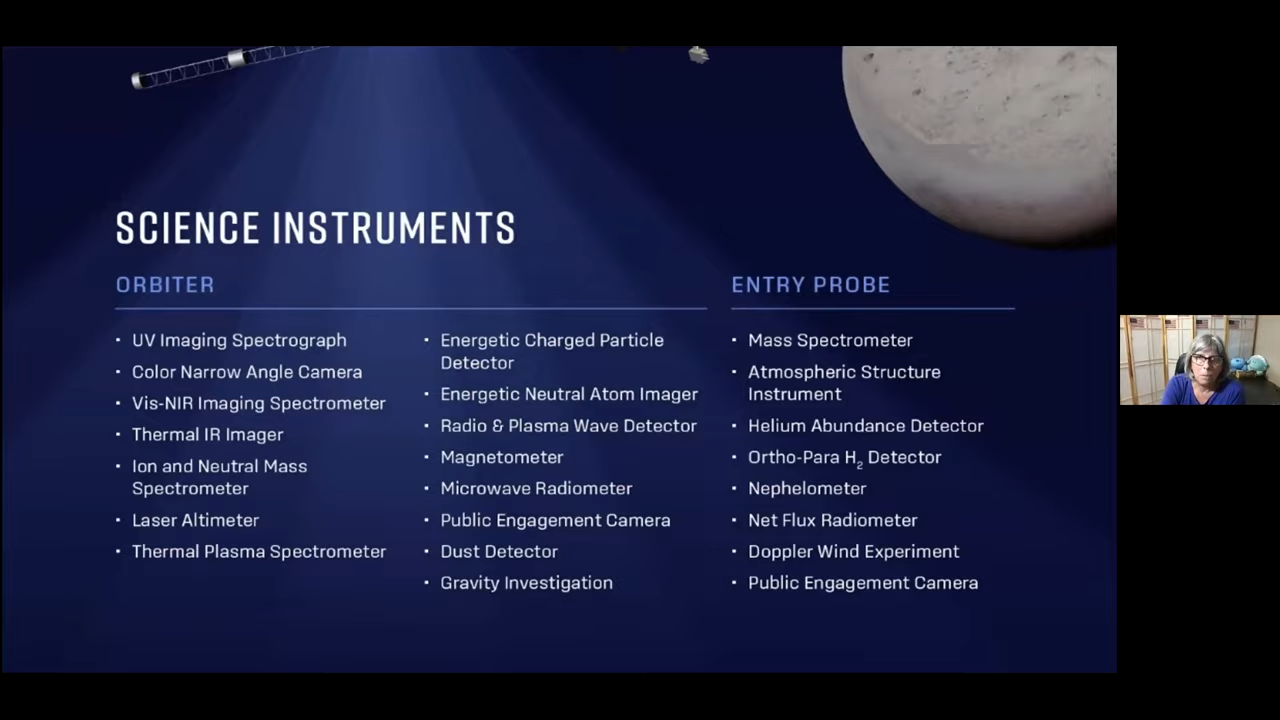 SCIENCE INSTRUMENTS
ORBITER
· UV Imaging Spectrograph
· Color Narrow Angle Camera
· Vis-NIR Imaging Spectrometer
· Thermal IR Imager
· Ion and Neutral Mass
Spectrometer
· Laser Altimeter
· Thermal Plasma Spectrometer
· Energetic Charged Particle
Detector
· Energetic Neutral Atom Imager
· Radio & Plasma Wave Detector
· Magnetometer
· Microwave Radiometer
· Public Engagement Camera
· Dust Detector
· Gravity Investigation
ENTRY PROBE
· Mass Spectrometer
· Atmospheric Structure
Instrument
· Helium Abundance Detector
· Ortho-Para H₂ Detector
· Nephelometer
· Net Flux Radiometer
· Doppler Wind Experiment
· Public Engagement Camera